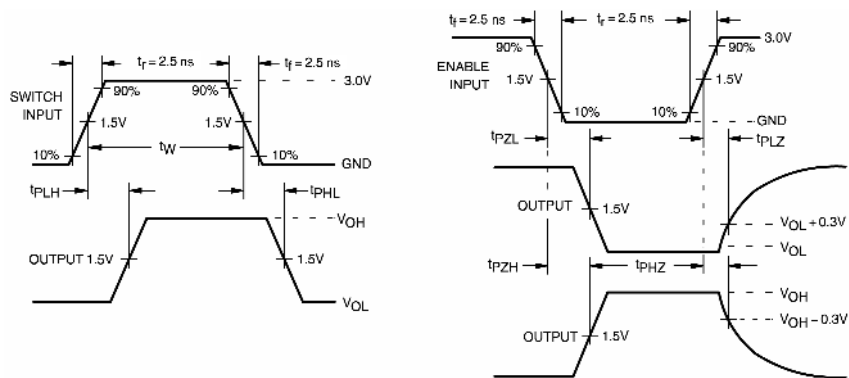 tr = 2.5 ns
tf = 2.5 ns
3.0V
SWITCH INPUT
90%
90%
1.5V
1.5V
tW
10%
10%
GND
tPLH
tPHL
VOH
OUTPUT 1.5V
1.5V
VOL
tf = 2.5 ns
tr = 2.5 ns
90%
90%
3.0V
ENABLE INPUT
1.5V
1.5V
10%
10%
GND
tPZL
tPLZ
OUTPUT
1.5V
VOL + 0.3V
VOL
tPZH
tPHZ
VOH
VOH – 0.3V
OUTPUT
1.5V